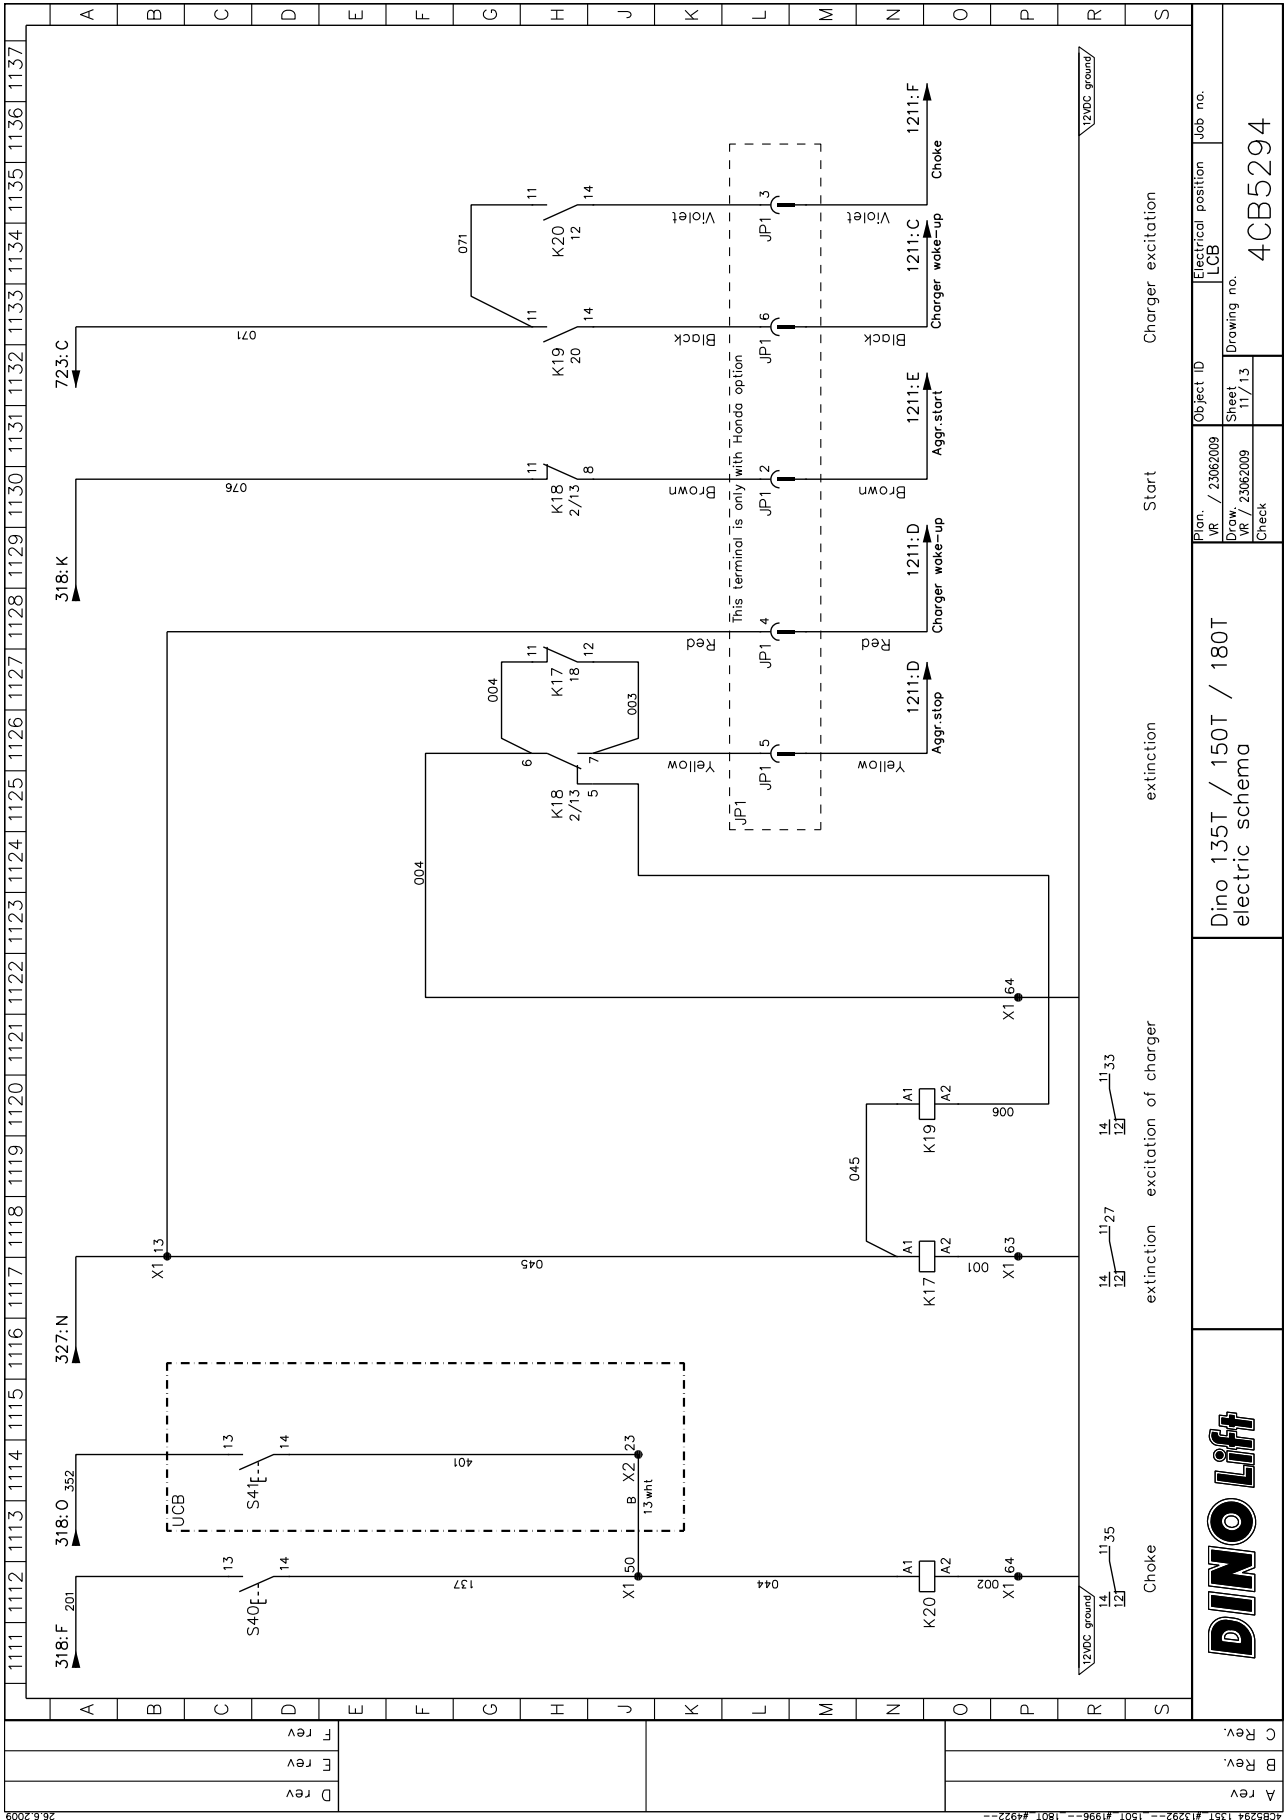 1111 1112 1113 1114 1115 1116 1117 1118 1119 1120 1121 1122 1123 1124 1125 1126 1127 1128 1129 1130 1131 1132 1133 1134 1135 1136 1137
A
B
C
D
E
F
G
H
J
K
L
M
N
O
P
R
S
A
B
C
D
E
F
G
H
J
K
L
M
N
O
P
R
S
318:F
201
318:O
352
327:N
318:K
723:C
UCB
S40
13
14
S41
13
14
137
401
X1 50
X2 23
B
13wht
044
K20
A1
A2
002
X1 64
X1 13
045
K17
A1
A2
001
X1 63
045
K19
A1
A2
006
X1 64
004
004
K18
2/13
6
5
7
K17
18
11
12
003
076
K18
2/13
11
8
071
K19
20
11
14
071
K20
12
11
14
Yellow
Red
Brown
Black
Violet
This terminal is only with Honda option
JP1
JP1 5
JP1 4
JP1 2
JP1 6
JP1 3
Yellow
Red
Brown
Black
Violet
1211:D
Aggr.stop
1211:D
Charger wake-up
1211:E
Aggr.start
1211:C
Charger wake-up
1211:F
Choke
12VDC ground
12VDC ground
14
12
11 35
14
12
11 27
14
12
11 33
Choke
extinction
excitation of charger
extinction
Start
Charger excitation
DINO Lift
Dino 135T / 150T / 180T
electric schema
Plan.
VR / 23062009
Draw.
VR / 23062009
Check
Object ID
Sheet
11/13
Electrical position
LCB
Job no.
Drawing no.
4CB5294
A rev
B Rev.
C Rev.
D rev
E rev
F rev
4CB5294 135T #13292--- 150T #1996--- 180T #4922--
26.6.2009